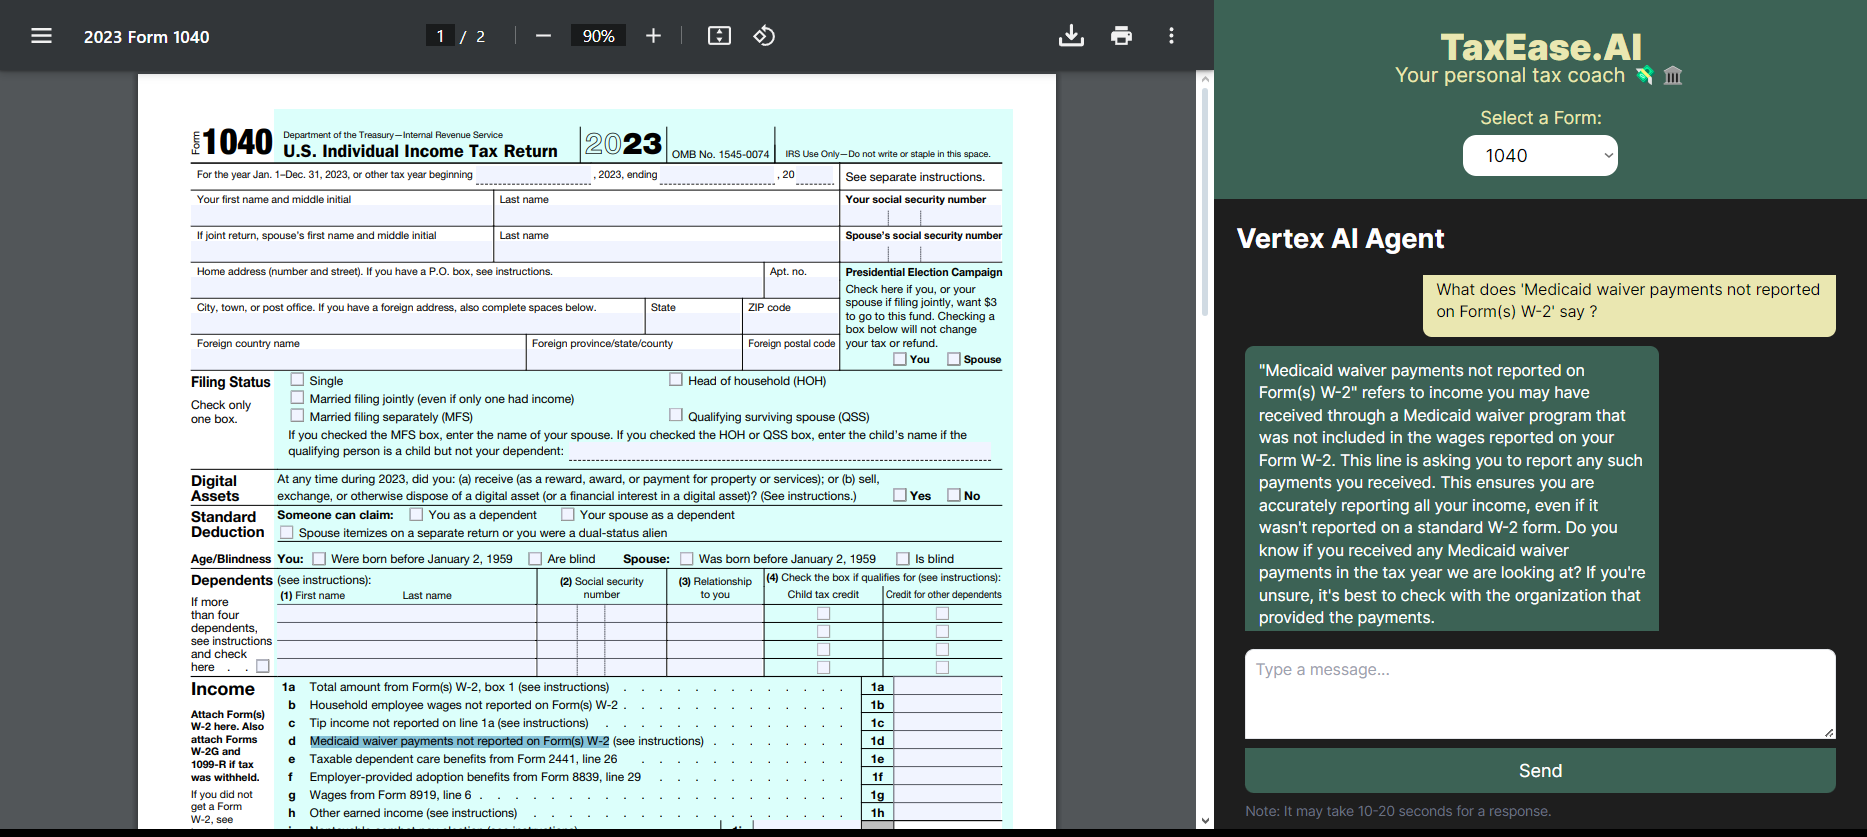 2023 Form 1040
1 / 2
90%
Form 1040
Department of the Treasury—Internal Revenue Service
U.S. Individual Income Tax Return
2023
OMB No. 1545-0074
IRS Use Only—Do not write or staple in this space.
For the year Jan. 1–Dec. 31, 2023, or other tax year beginning , 2023, ending , 20
See separate instructions.
Your first name and middle initial
Last name
Your social security number
If joint return, spouse's first name and middle initial
Last name
Spouse's social security number
Home address (number and street). If you have a P.O. box, see instructions.
Apt. no.
City, town, or post office. If you have a foreign address, also complete spaces below.
State
ZIP code
Foreign country name
Foreign province/state/county
Foreign postal code
Presidential Election Campaign
Check here if you, or your
spouse if filing jointly, want $3
to go to this fund. Checking a
box below will not change
your tax or refund.
You Spouse
Filing Status
Check only
one box.
Single
Married filing jointly (even if only one had income)
Married filing separately (MFS)
Head of household (HOH)
Qualifying surviving spouse (QSS)
If you checked the MFS box, enter the name of your spouse. If you checked the HOH or QSS box, enter the child's name if the
qualifying person is a child but not your dependent:
Digital
Assets
At any time during 2023, did you: (a) receive (as a reward, award, or payment for property or services); or (b) sell,
exchange, or otherwise dispose of a digital asset (or a financial interest in a digital asset)? (See instructions.)
Yes No
Standard
Deduction
Someone can claim: You as a dependent Your spouse as a dependent
Spouse itemizes on a separate return or you were a dual-status alien
Age/Blindness You: Were born before January 2, 1959 Are blind Spouse: Was born before January 2, 1959 Is blind
Dependents (see instructions):
(1) First name Last name
(2) Social security
number
(3) Relationship
to you
(4) Check the box if qualifies for (see instructions):
Child tax credit
Credit for other dependents
If more
than four
dependents,
see instructions
and check
here . .
Income
Attach Form(s)
W-2 here. Also
attach Forms
W-2G and
1099-R if tax
was withheld.
If you did not
get a Form
W-2, see
1a Total amount from Form(s) W-2, box 1 (see instructions) . . . . . . . . . . . . 1a
b Household employee wages not reported on Form(s) W-2 . . . . . . . . . . . . 1b
c Tip income not reported on line 1a (see instructions) . . . . . . . . . . . . 1c
d Medicaid waiver payments not reported on Form(s) W-2 (see instructions) . . . . . . . . 1d
e Taxable dependent care benefits from Form 2441, line 26 . . . . . . . . . . . 1e
f Employer-provided adoption benefits from Form 8839, line 29 . . . . . . . . . . 1f
g Wages from Form 8919, line 6 . . . . . . . . . . . . . . . . 1g
h Other earned income (see instructions) . . . . . . . . . . . . . . 1h
TaxEase.AI
Your personal tax coach 💸 🏛️
Select a Form:
1040
Vertex AI Agent
What does 'Medicaid waiver payments not reported
on Form(s) W-2' say ?
"Medicaid waiver payments not reported on
Form(s) W-2" refers to income you may have
received through a Medicaid waiver program that
was not included in the wages reported on your
Form W-2. This line is asking you to report any such
payments you received. This ensures you are
accurately reporting all your income, even if it
wasn't reported on a standard W-2 form. Do you
know if you received any Medicaid waiver
payments in the tax year we are looking at? If you're
unsure, it's best to check with the organization that
provided the payments.
Type a message...
Send
Note: It may take 10-20 seconds for a response.